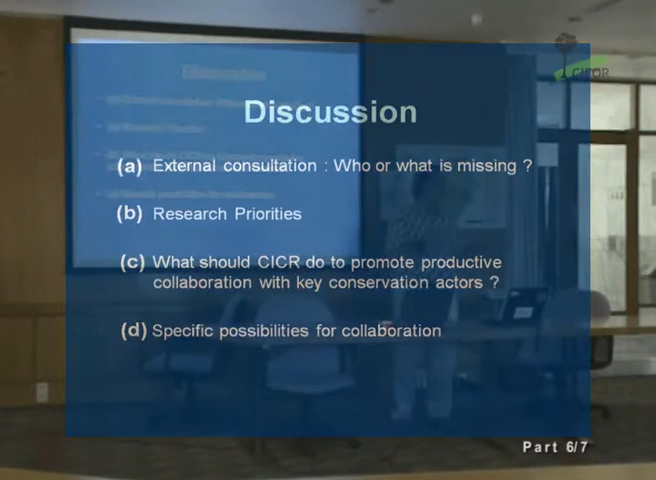 CIFOR
Discussion
(a) External consultation : Who or what is missing ?
(b) Research Priorities
(c) What should CICR do to promote productive
collaboration with key conservation actors ?
(d) Specific possibilities for collaboration
Part 6/7